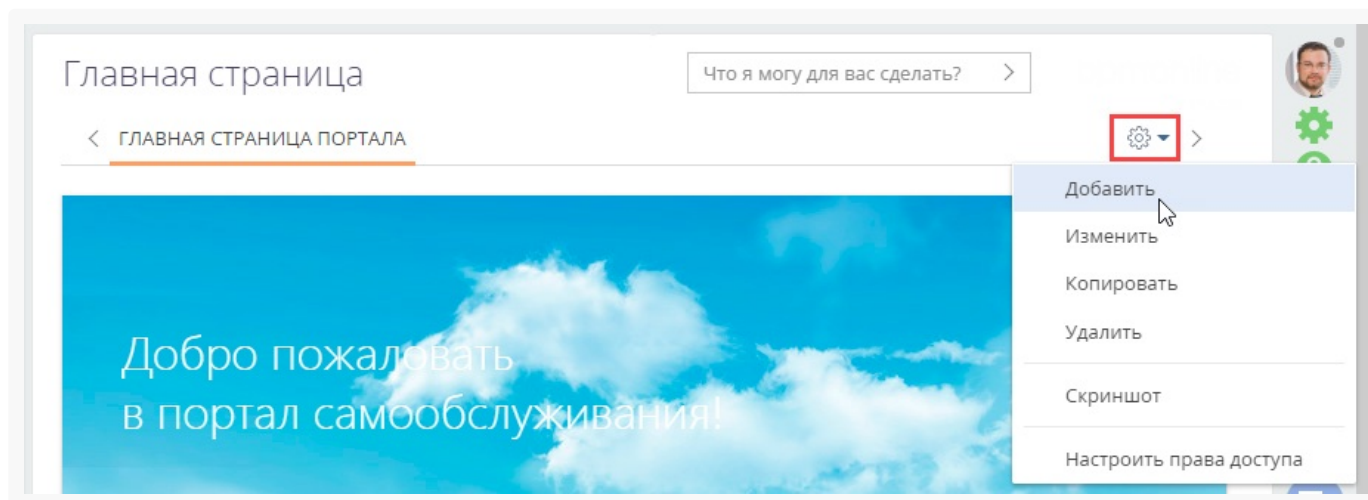 Главная страница
Что я могу для вас сделать?
ГЛАВНАЯ СТРАНИЦА ПОРТАЛА
Добавить
Изменить
Копировать
Удалить
Скриншот
Настроить права доступа
Добро пожаловать
в портал самообслуживания!